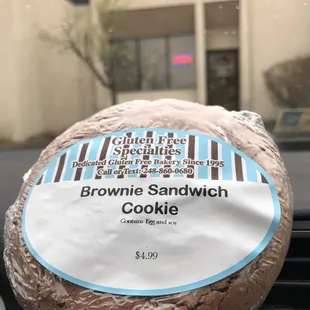 Gluten Free
Specialties
Dedicated Gluten Free Bakery Since 1995
Call or Text: 248-860-0680
Brownie Sandwich
Cookie
Contains Egg and soy
$4.99